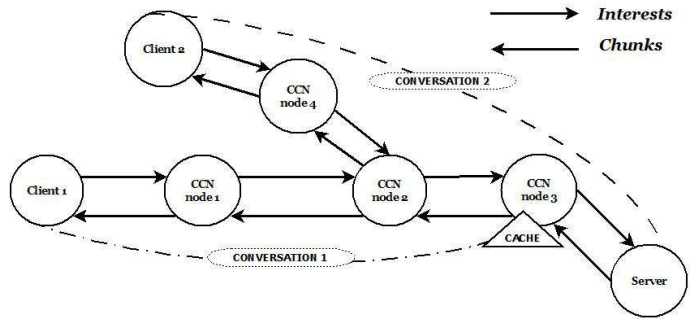 Interests
Chunks
Client 2
CONVERSATION 2
CCN
node 4
Client 1
CCN
node 1
CCN
node 2
CCN
node 3
CACHE
CONVERSATION 1
Server